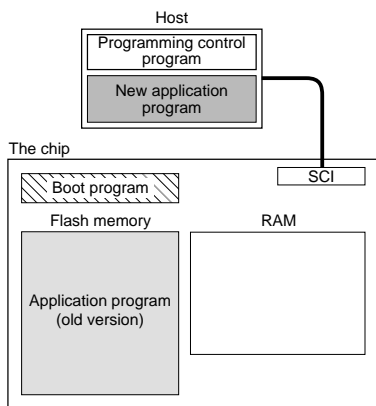 Host
Programming control
program
New application
program
The chip
SCI
Boot program
Flash memory
RAM
Application program
(old version)